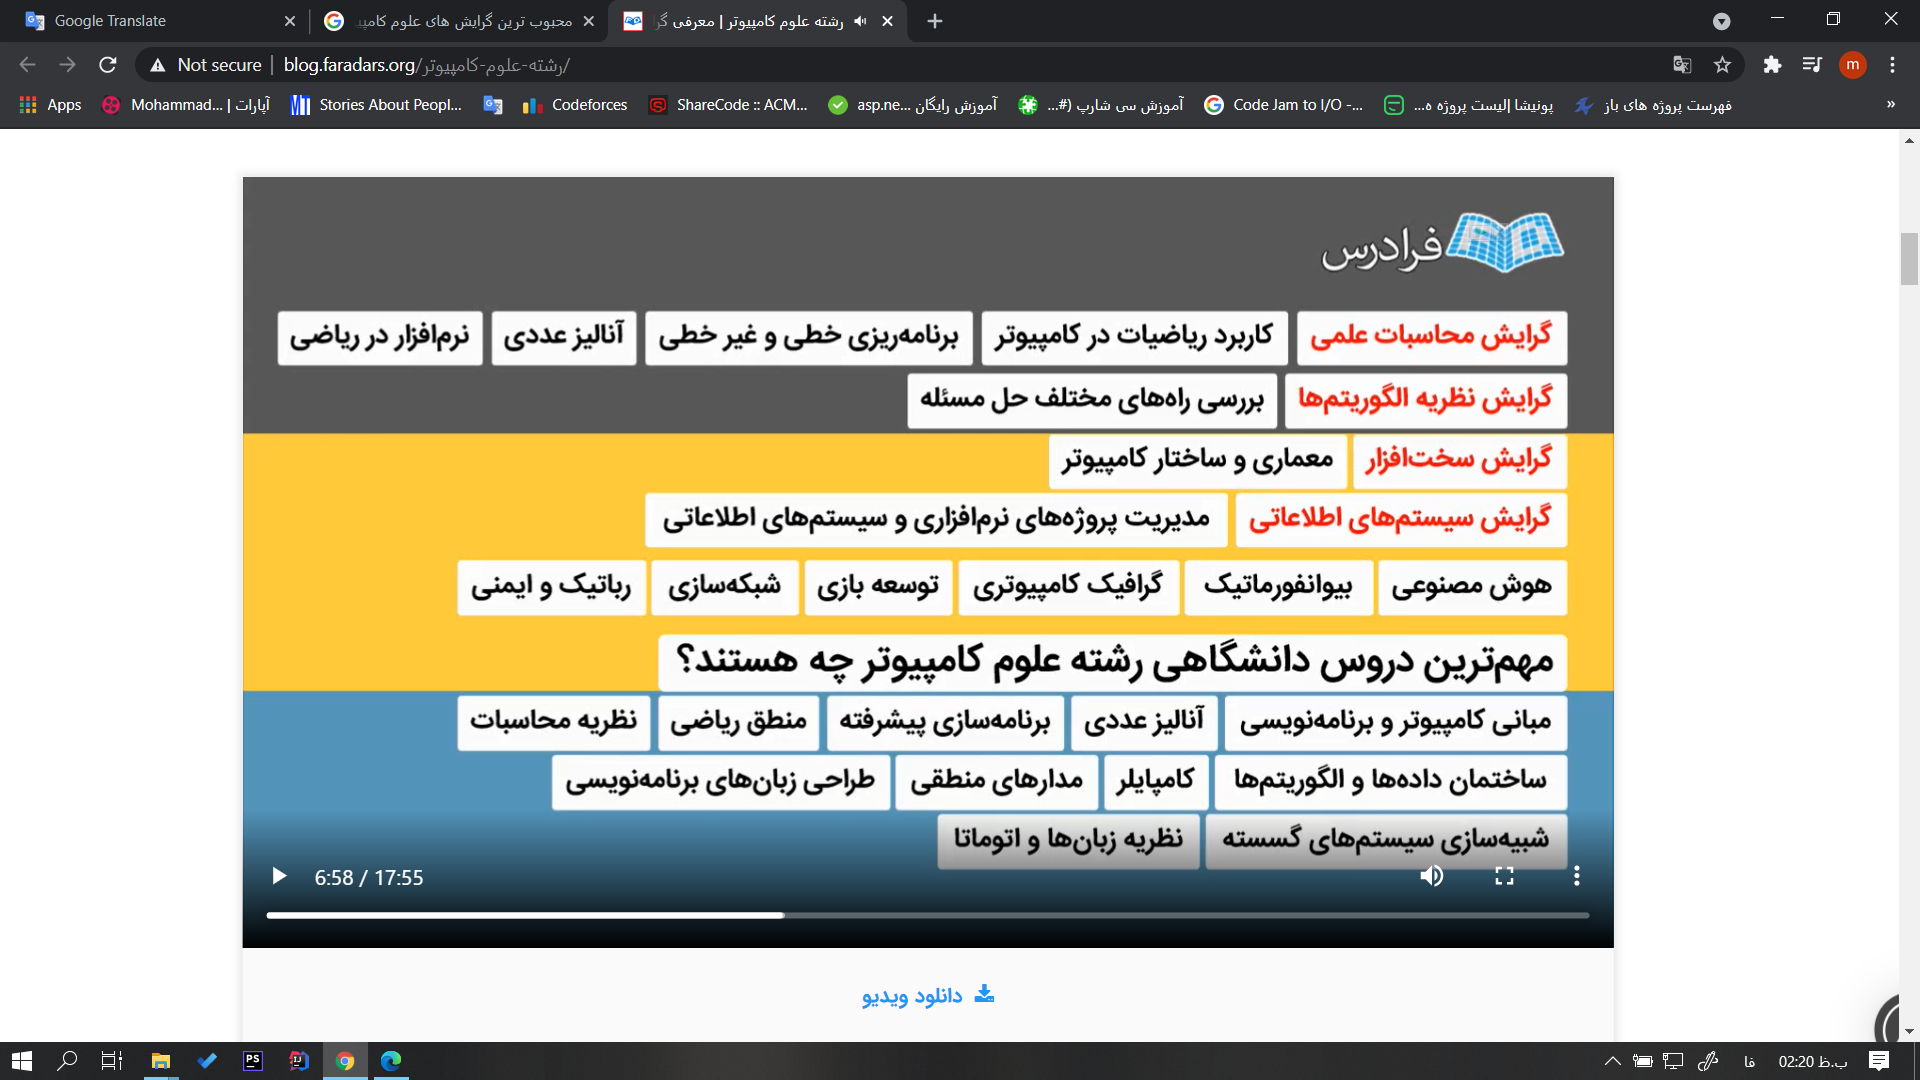 Google Translate
محبوب ترین گرایش های علوم کامپیو
رشته علوم کامپیوتر | معرفی گرا
Not secure | blog.faradars.org/رشته-علوم-کامپیوتر/
m
Apps
Mohammad... | آپارات
Stories About Peopl...
Codeforces
ShareCode :: ACM...
آموزش رایگان asp.ne...
آموزش سی شارپ (#...
Code Jam to I/O -...
پونیشا |لیست پروژه ه...
فهرست پروژه های باز
»
فرادرس
گرایش محاسبات علمی کاربرد ریاضیات در کامپیوتر برنامه‌ریزی خطی و غیر خطی آنالیز عددی نرم‌افزار در ریاضی
گرایش نظریه الگوریتم‌ها بررسی راه‌های مختلف حل مسئله
گرایش سخت‌افزار معماری و ساختار کامپیوتر
گرایش سیستم‌های اطلاعاتی مدیریت پروژه‌های نرم‌افزاری و سیستم‌های اطلاعاتی
هوش مصنوعی بیوانفورماتیک گرافیک کامپیوتری توسعه بازی شبکه‌سازی رباتیک و ایمنی
مهم‌ترین دروس دانشگاهی رشته علوم کامپیوتر چه هستند؟
مبانی کامپیوتر و برنامه‌نویسی آنالیز عددی برنامه‌سازی پیشرفته منطق ریاضی نظریه محاسبات
ساختمان داده‌ها و الگوریتم‌ها کامپایلر مدارهای منطقی طراحی زبان‌های برنامه‌نویسی
شبیه‌سازی سیستم‌های گسسته نظریه زبان‌ها و اتوماتا
6:58 / 17:55
دانلود ویدیو
PS
IJ
فا
02:20 ب.ظ